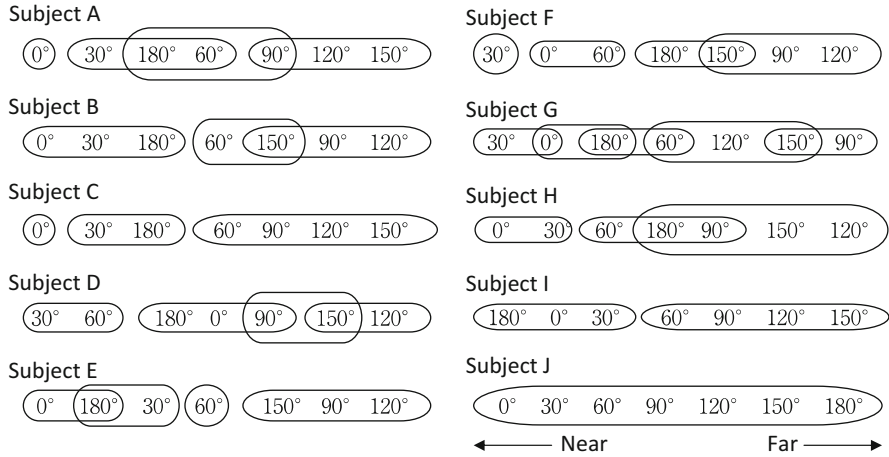 Subject A
0° 30° 180° 60° 90° 120° 150°
Subject B
0° 30° 180° 60° 150° 90° 120°
Subject C
0° 30° 180° 60° 90° 120° 150°
Subject D
30° 60° 180° 0° 90° 150° 120°
Subject E
0° 180° 30° 60° 150° 90° 120°
Subject F
30° 0° 60° 180° 150° 90° 120°
Subject G
30° 0° 180° 60° 120° 150° 90°
Subject H
0° 30° 60° 180° 90° 150° 120°
Subject I
180° 0° 30° 60° 90° 120° 150°
Subject J
0° 30° 60° 90° 120° 150° 180°
Near Far